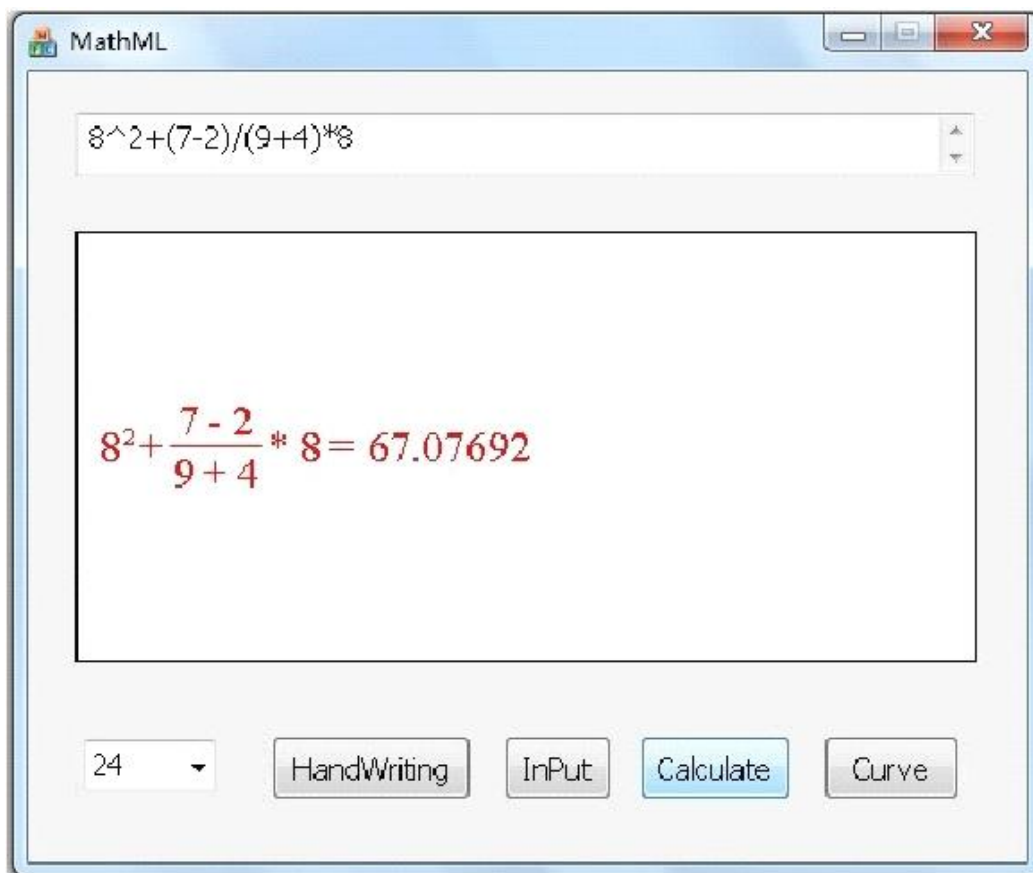 MathML
8^2+(7-2)/(9+4)*8
8²+ (7 - 2)/(9 + 4) * 8 = 67.07692
24 HandWriting InPut Calculate Curve